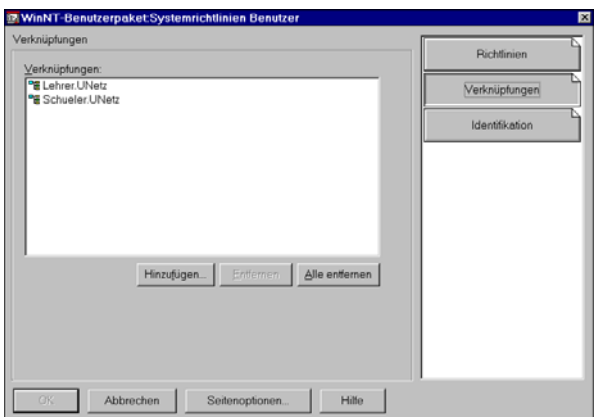 WinNT-Benutzerpaket:Systemrichtlinien Benutzer
Verknüpfungen
Verknüpfungen:
Lehrer.UNetz
Schueler.UNetz
Hinzufügen...
Entfernen
Alle entfernen
Richtlinien
Verknüpfungen
Identifikation
OK
Abbrechen
Seitenoptionen...
Hilfe